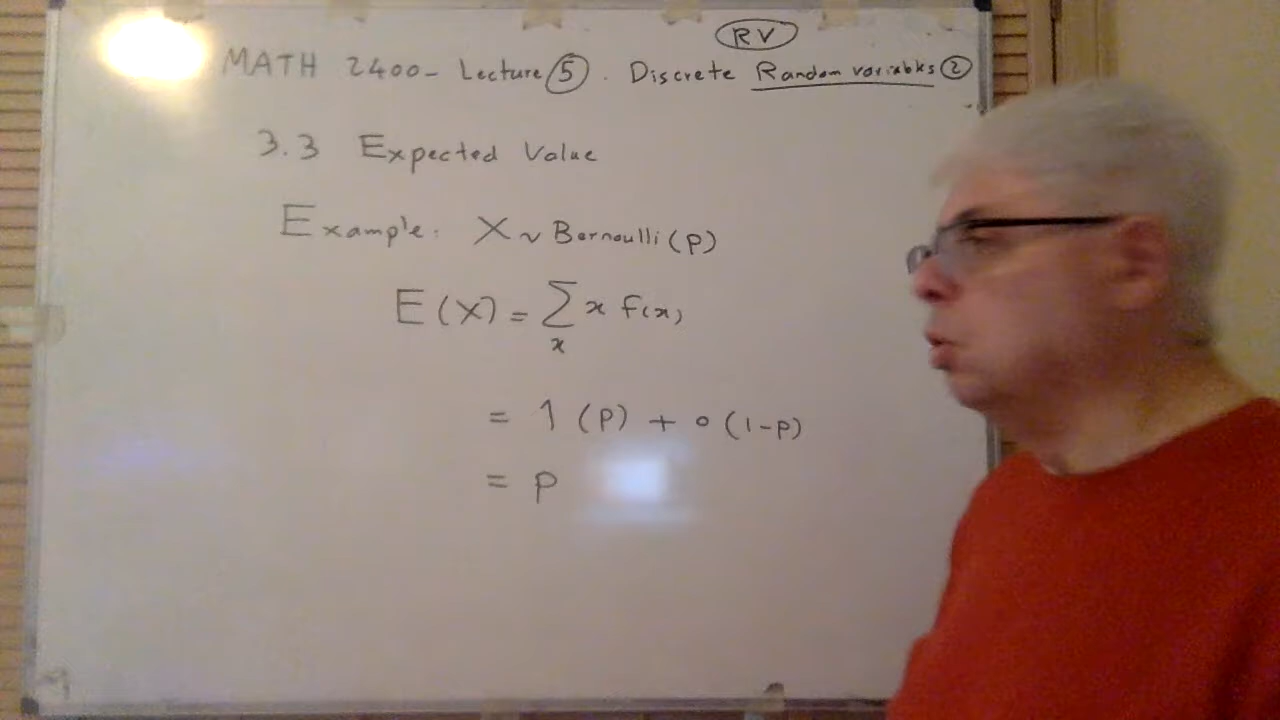 RV
MATH 2400- Lecture 5. Discrete Random variables 2
3.3 Expected Value
Example: X ~ Bernoulli (p)
E(X) = ∑ x f(x)
x
= 1 (p) + 0 (1-p)
= p